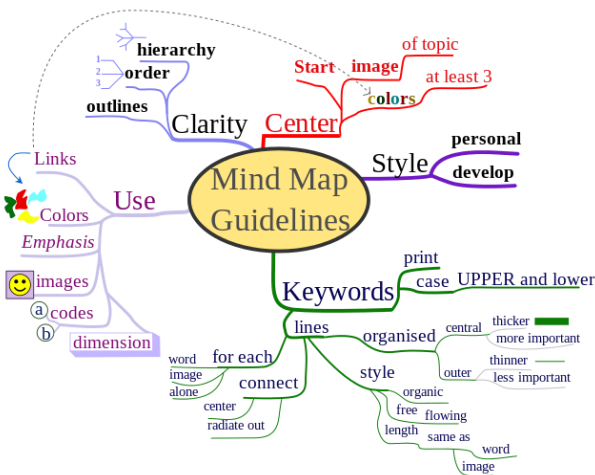 Mind Map
Guidelines
Center
Start
image
of topic
colors
at least 3
Style
personal
develop
Keywords
print
case
UPPER and lower
lines
organised
central
thicker
more important
outer
thinner
less important
style
organic
free
flowing
length
same as
word
image
connect
center
radiate out
for each
word
image
alone
Use
Links
Colors
Emphasis
images
codes
a
b
dimension
Clarity
hierarchy
order
1
2
3
outlines